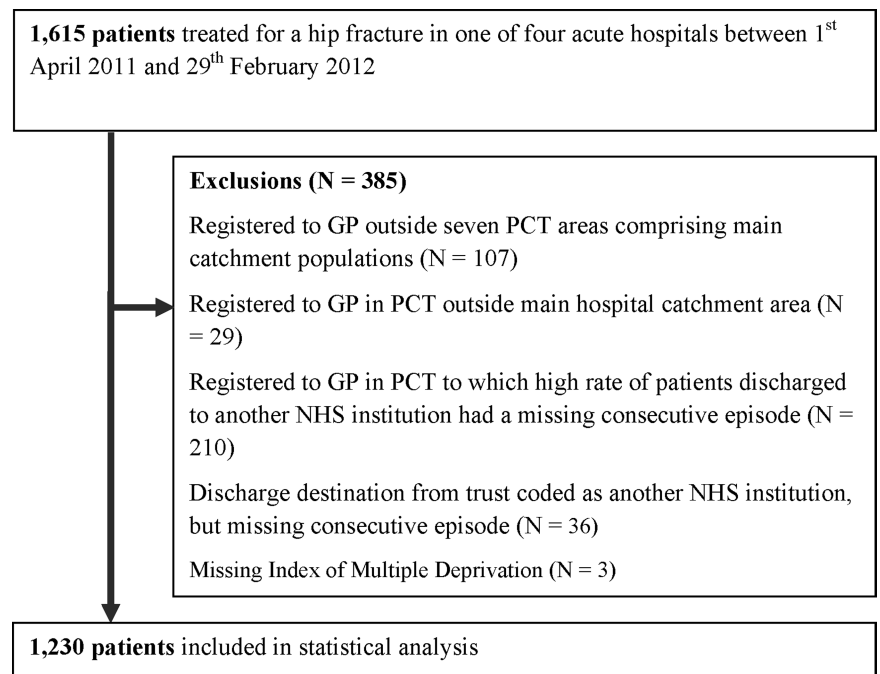 1,615 patients treated for a hip fracture in one of four acute hospitals between 1st
April 2011 and 29th February 2012
Exclusions (N = 385)
Registered to GP outside seven PCT areas comprising main
catchment populations (N = 107)
Registered to GP in PCT outside main hospital catchment area (N
= 29)
Registered to GP in PCT to which high rate of patients discharged
to another NHS institution had a missing consecutive episode (N =
210)
Discharge destination from trust coded as another NHS institution,
but missing consecutive episode (N = 36)
Missing Index of Multiple Deprivation (N = 3)
1,230 patients included in statistical analysis